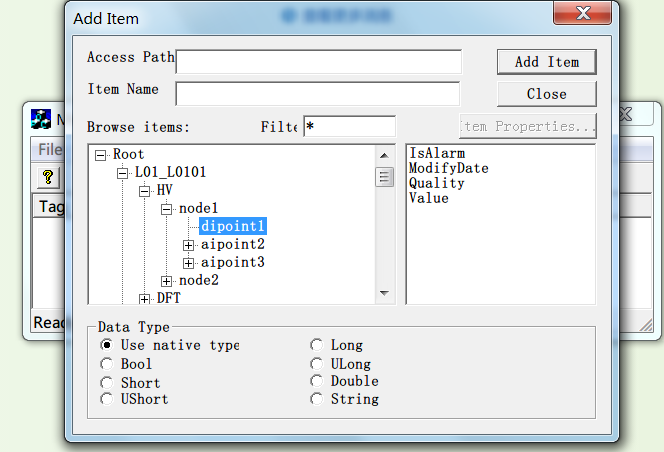 Add Item
Access Path
Add Item
Item Name
Close
Browse items:
Filte
*
tem Properties...
Root
L01_L0101
HV
node1
dipoint1
aipoint2
aipoint3
node2
DFT
IsAlarm
ModifyDate
Quality
Value
File
?
Tag
Read
Data Type
Use native type
Bool
Short
UShort
Long
ULong
Double
String